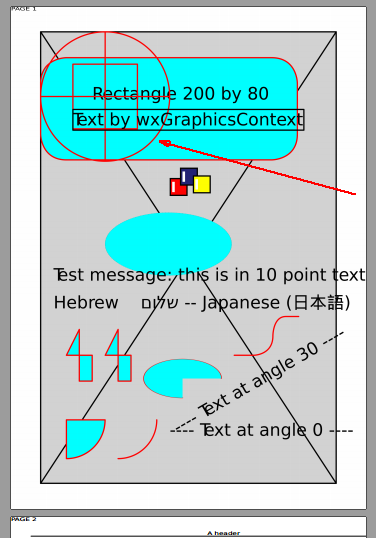 PAGE 1
Rectangle 200 by 80
Text by wxGraphicsContext
Test message: this is in 10 point text
Hebrew שלום -- Japanese (日本語)
---- Text at angle 30 ----
---- Text at angle 0 ----
PAGE 2
A header